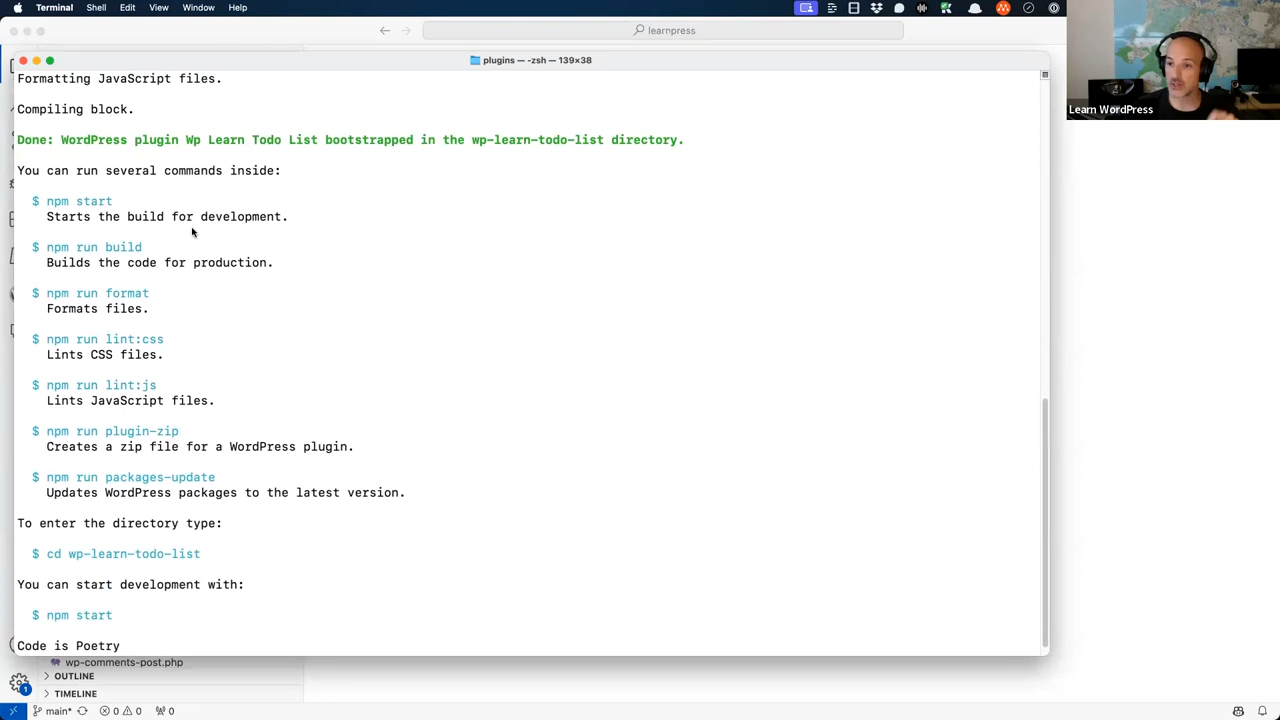 Terminal Shell Edit View Window Help
learnpress
plugins — -zsh — 139×38
Learn WordPress
Formatting JavaScript files.
Compiling block.
Done: WordPress plugin Wp Learn Todo List bootstrapped in the wp-learn-todo-list directory.
You can run several commands inside:
$ npm start
Starts the build for development.
$ npm run build
Builds the code for production.
$ npm run format
Formats files.
$ npm run lint:css
Lints CSS files.
$ npm run lint:js
Lints JavaScript files.
$ npm run plugin-zip
Creates a zip file for a WordPress plugin.
$ npm run packages-update
Updates WordPress packages to the latest version.
To enter the directory type:
$ cd wp-learn-todo-list
You can start development with:
$ npm start
Code is Poetry
wp-comments-post.php
OUTLINE
TIMELINE
1
main* 0 0 0